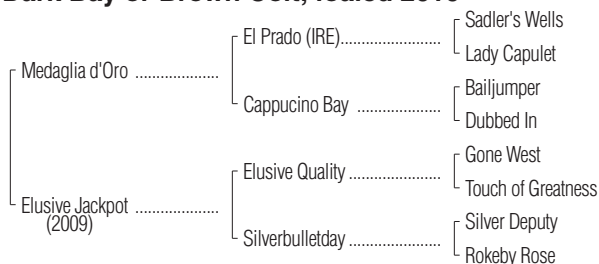 Dark Bay or Brown Colt, foaled 2018
Sadler's Wells
El Prado (IRE)........................
Lady Capulet
Medaglia d'Oro ....................
Bailjumper
Cappucino Bay ....................
Dubbed In
Gone West
Elusive Quality ......................
Touch of Greatness
Elusive Jackpot ....................
(2009)
Silver Deputy
Silverbulletday ......................
Rokeby Rose